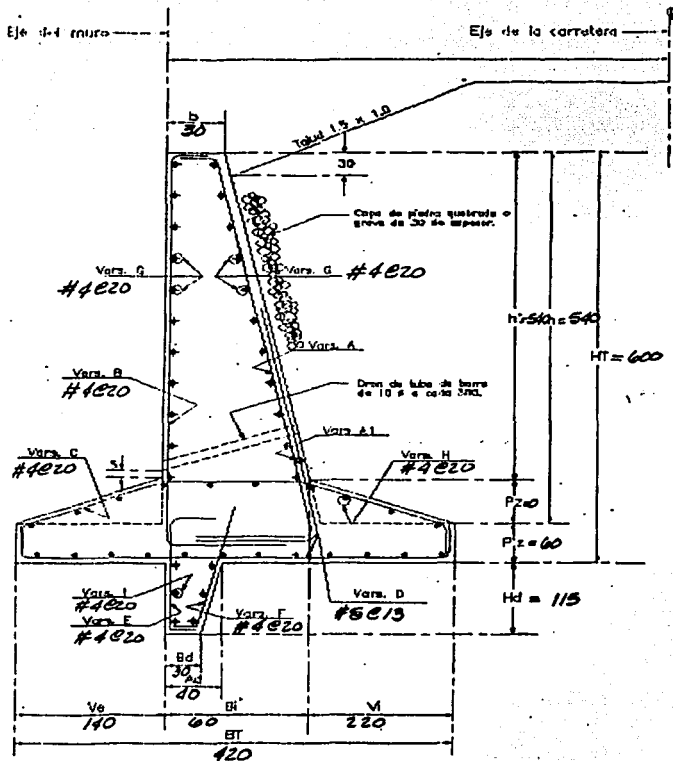 Eje del muro
Eje de la carretera
b
30
Talud 1.5 x 1.0
30
Capa de piedra quebrada o
grava de 30 de espesor.
Vars. G
#4@20
Vars. G #4@20
h=540
HT=600
Vars. A
Vars. B
#4@20
Dren de tubo de barro
de 10 ø a cada 300.
Vars. A1
Vars. C
#4@20
5
Vars. H
#4@20
Pz=0
P'z=60
Vars. I
#4@20
Vars. E
#4@20
Vars. F
#4@20
Vars. D
#8@13
Hd = 115
Bd
30
40
Ve
140
Bi
60
Vi
220
BT
420